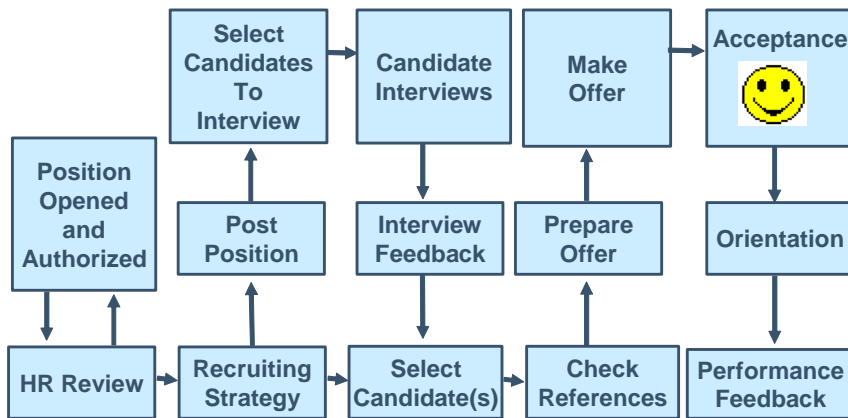 Position
Opened
and
Authorized
HR Review
Recruiting
Strategy
Post
Position
Select
Candidates
To
Interview
Candidate
Interviews
Interview
Feedback
Select
Candidate(s)
Check
References
Prepare
Offer
Make
Offer
Acceptance
Orientation
Performance
Feedback